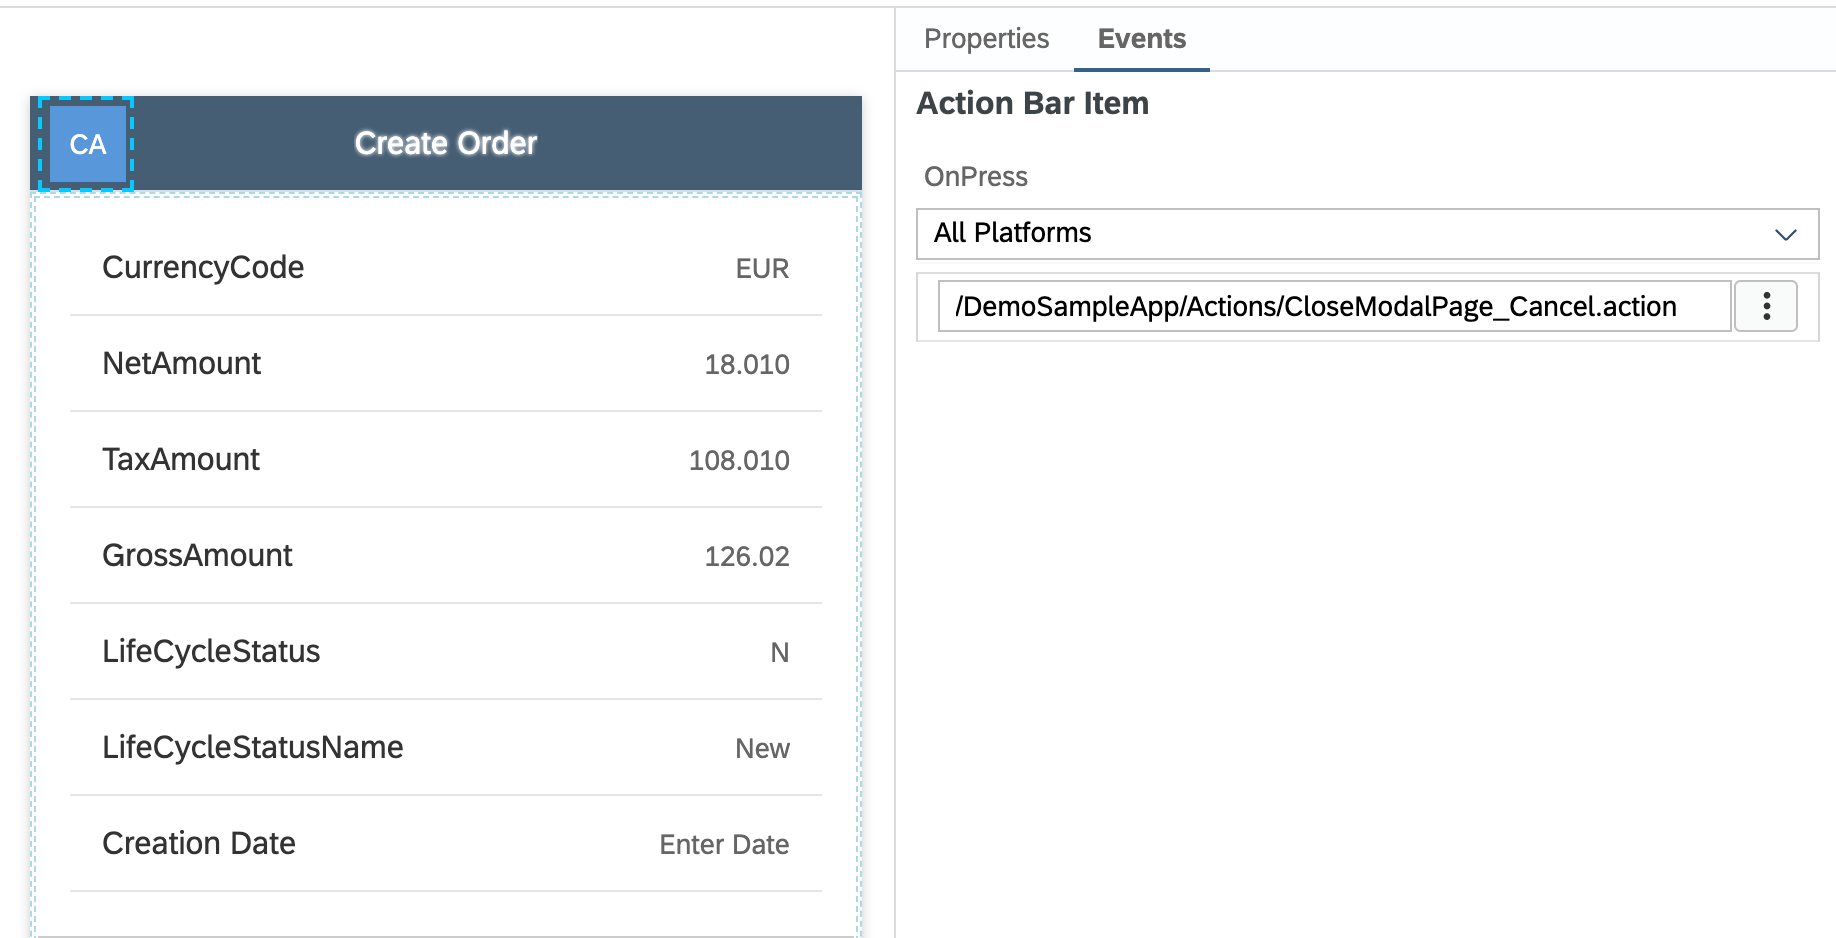 CA
Create Order
CurrencyCode EUR
NetAmount 18.010
TaxAmount 108.010
GrossAmount 126.02
LifeCycleStatus N
LifeCycleStatusName New
Creation Date Enter Date
Properties Events
Action Bar Item
OnPress
All Platforms
/DemoSampleApp/Actions/CloseModalPage_Cancel.action